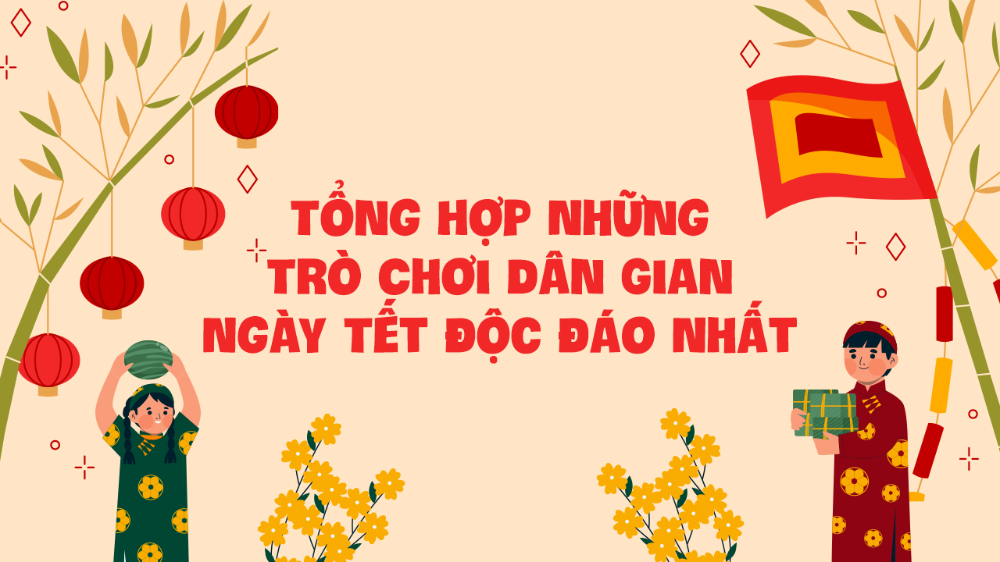 TỔNG HỢP NHỮNG
TRÒ CHƠI DÂN GIAN
NGÀY TẾT ĐỘC ĐÁO NHẤT